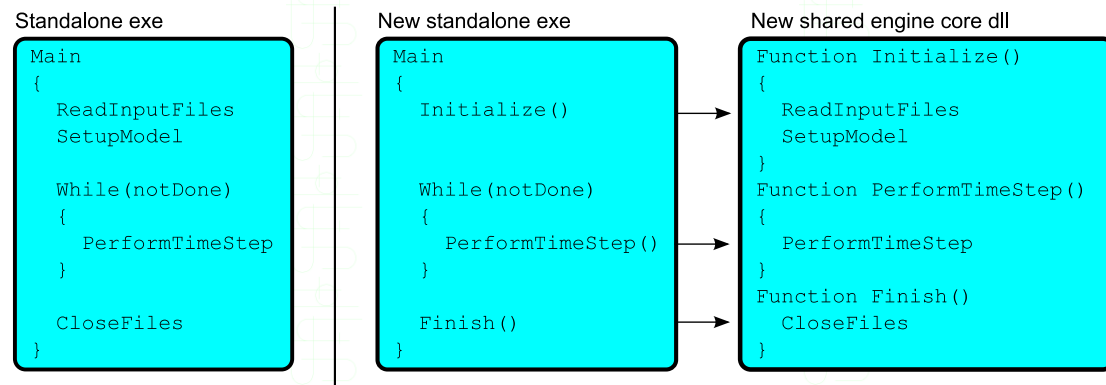 Standalone exe
Main
{
ReadInputFiles
SetupModel
While(notDone)
{
PerformTimeStep
}
CloseFiles
}
New standalone exe
Main
{
Initialize()
While(notDone)
{
PerformTimeStep()
}
Finish()
}
New shared engine core dll
Function Initialize()
{
ReadInputFiles
SetupModel
}
Function PerformTimeStep()
{
PerformTimeStep
}
Function Finish()
CloseFiles
}